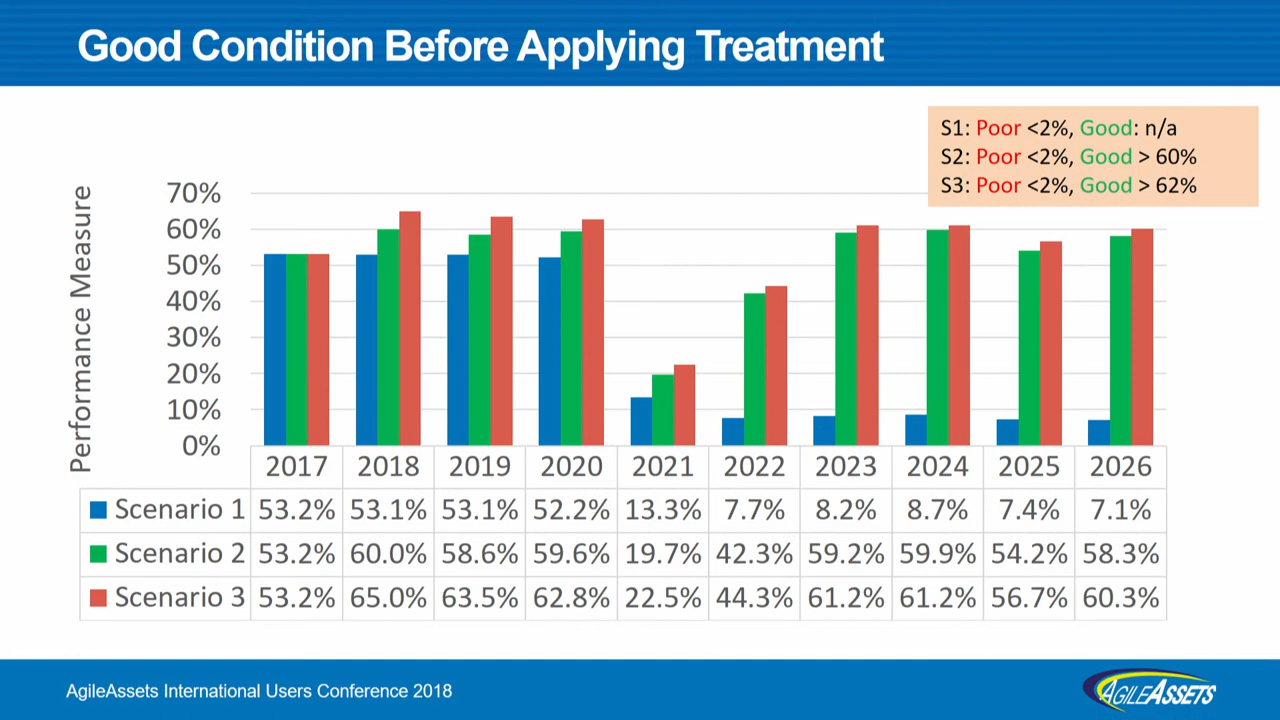 Good Condition Before Applying Treatment
S1: Poor <2%, Good: n/a
S2: Poor <2%, Good > 60%
S3: Poor <2%, Good > 62%
Performance Measure
70%
60%
50%
40%
30%
20%
10%
0%
2017 2018 2019 2020 2021 2022 2023 2024 2025 2026
Scenario 1 53.2% 53.1% 53.1% 52.2% 13.3% 7.7% 8.2% 8.7% 7.4% 7.1%
Scenario 2 53.2% 60.0% 58.6% 59.6% 19.7% 42.3% 59.2% 59.9% 54.2% 58.3%
Scenario 3 53.2% 65.0% 63.5% 62.8% 22.5% 44.3% 61.2% 61.2% 56.7% 60.3%
AgileAssets International Users Conference 2018
AGILEASSETS